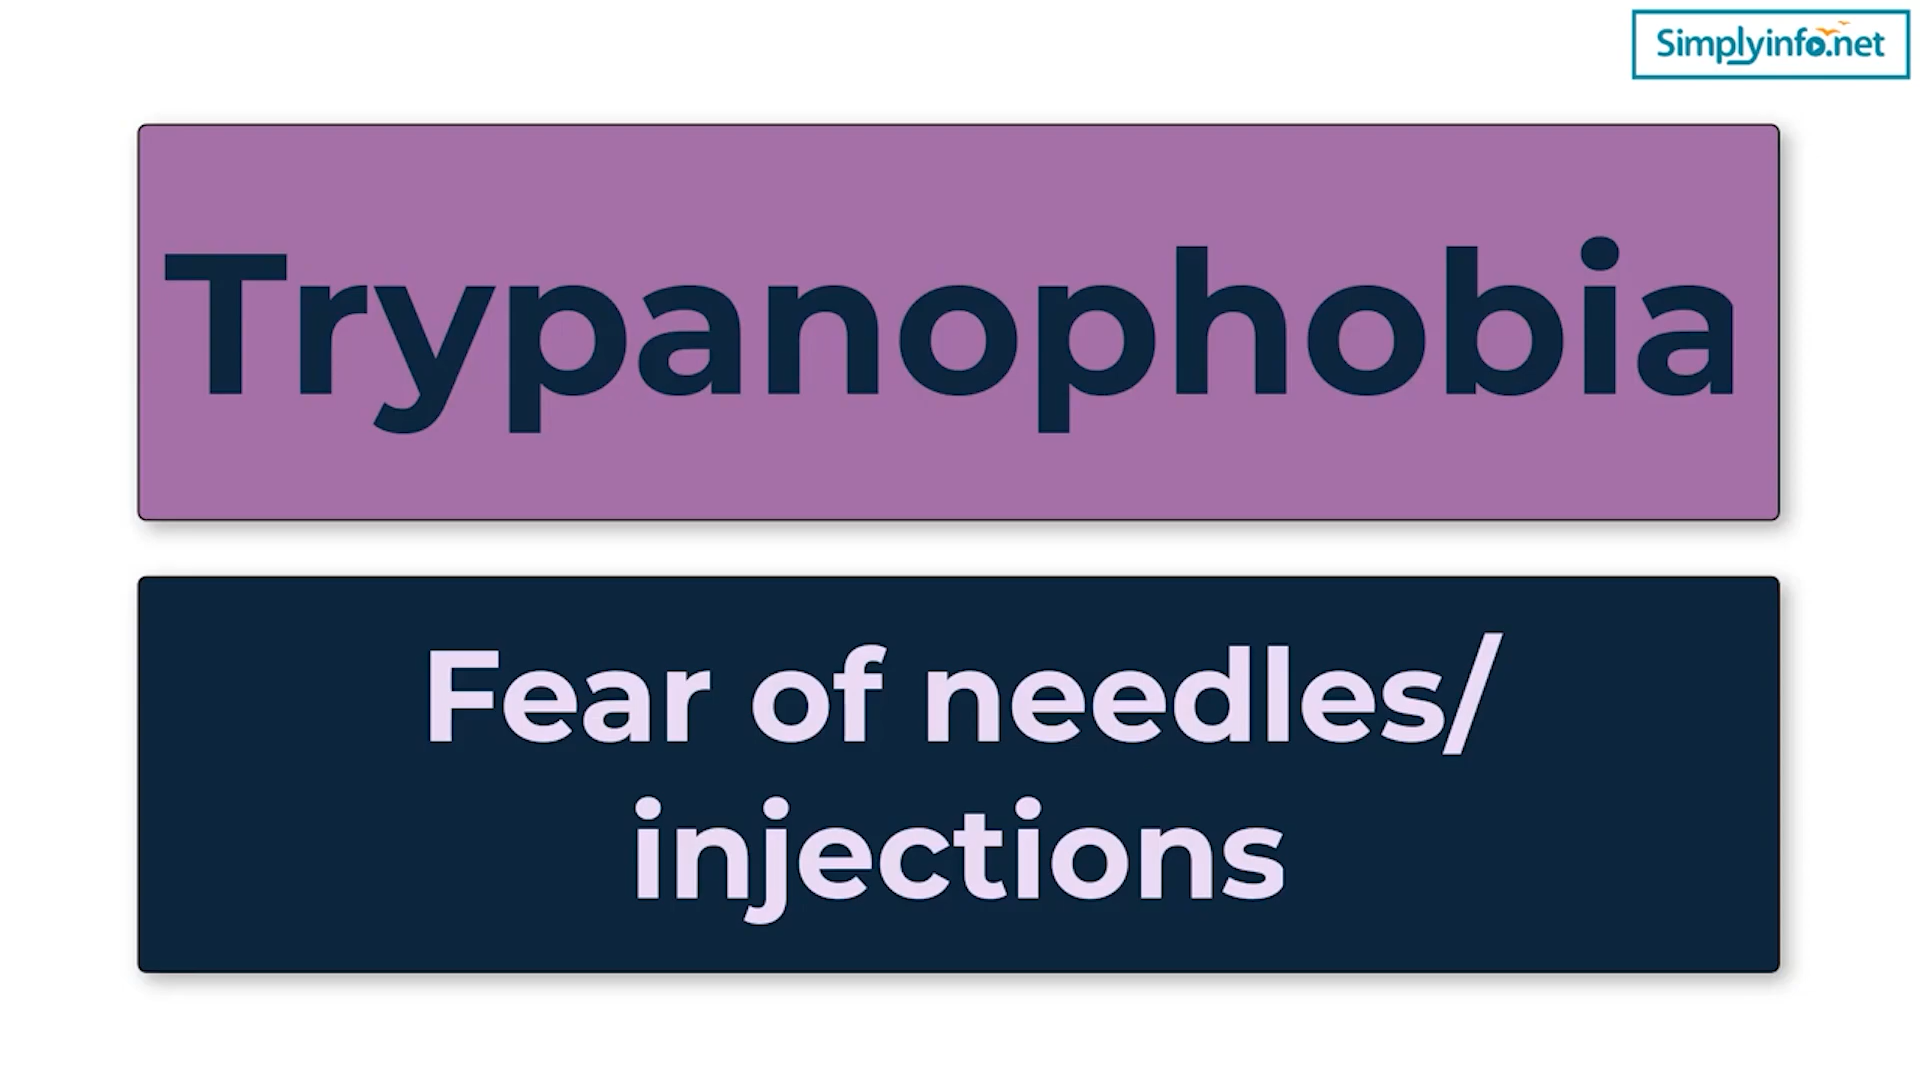 Simplyinfo.net
Trypanophobia
Fear of needles/
injections